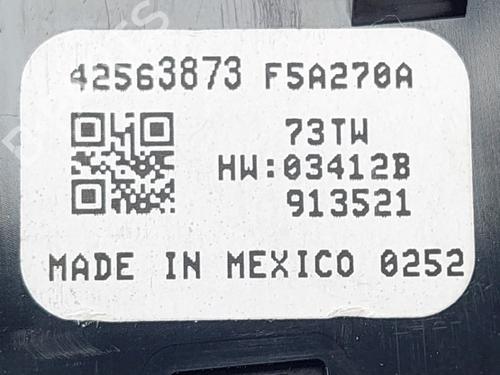 42563873 F5A270A
73TW
HW:03412B
913521
MADE IN MEXICO 0252